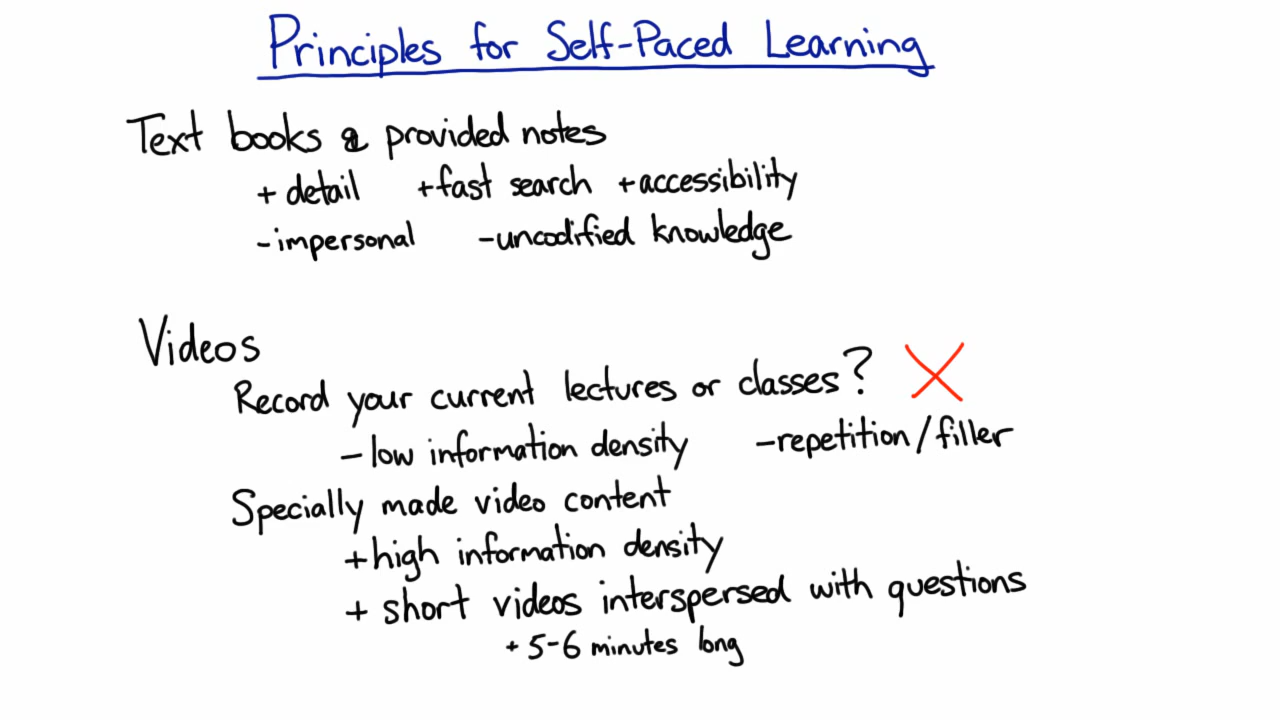 Principles for Self-Paced Learning
Text books & provided notes
+ detail +fast search +accessibility
-impersonal -uncodified knowledge
Videos
Record your current lectures or classes?
-low information density -repetition/filler
Specially made video content
+high information density
+ short videos interspersed with questions
+ 5-6 minutes long